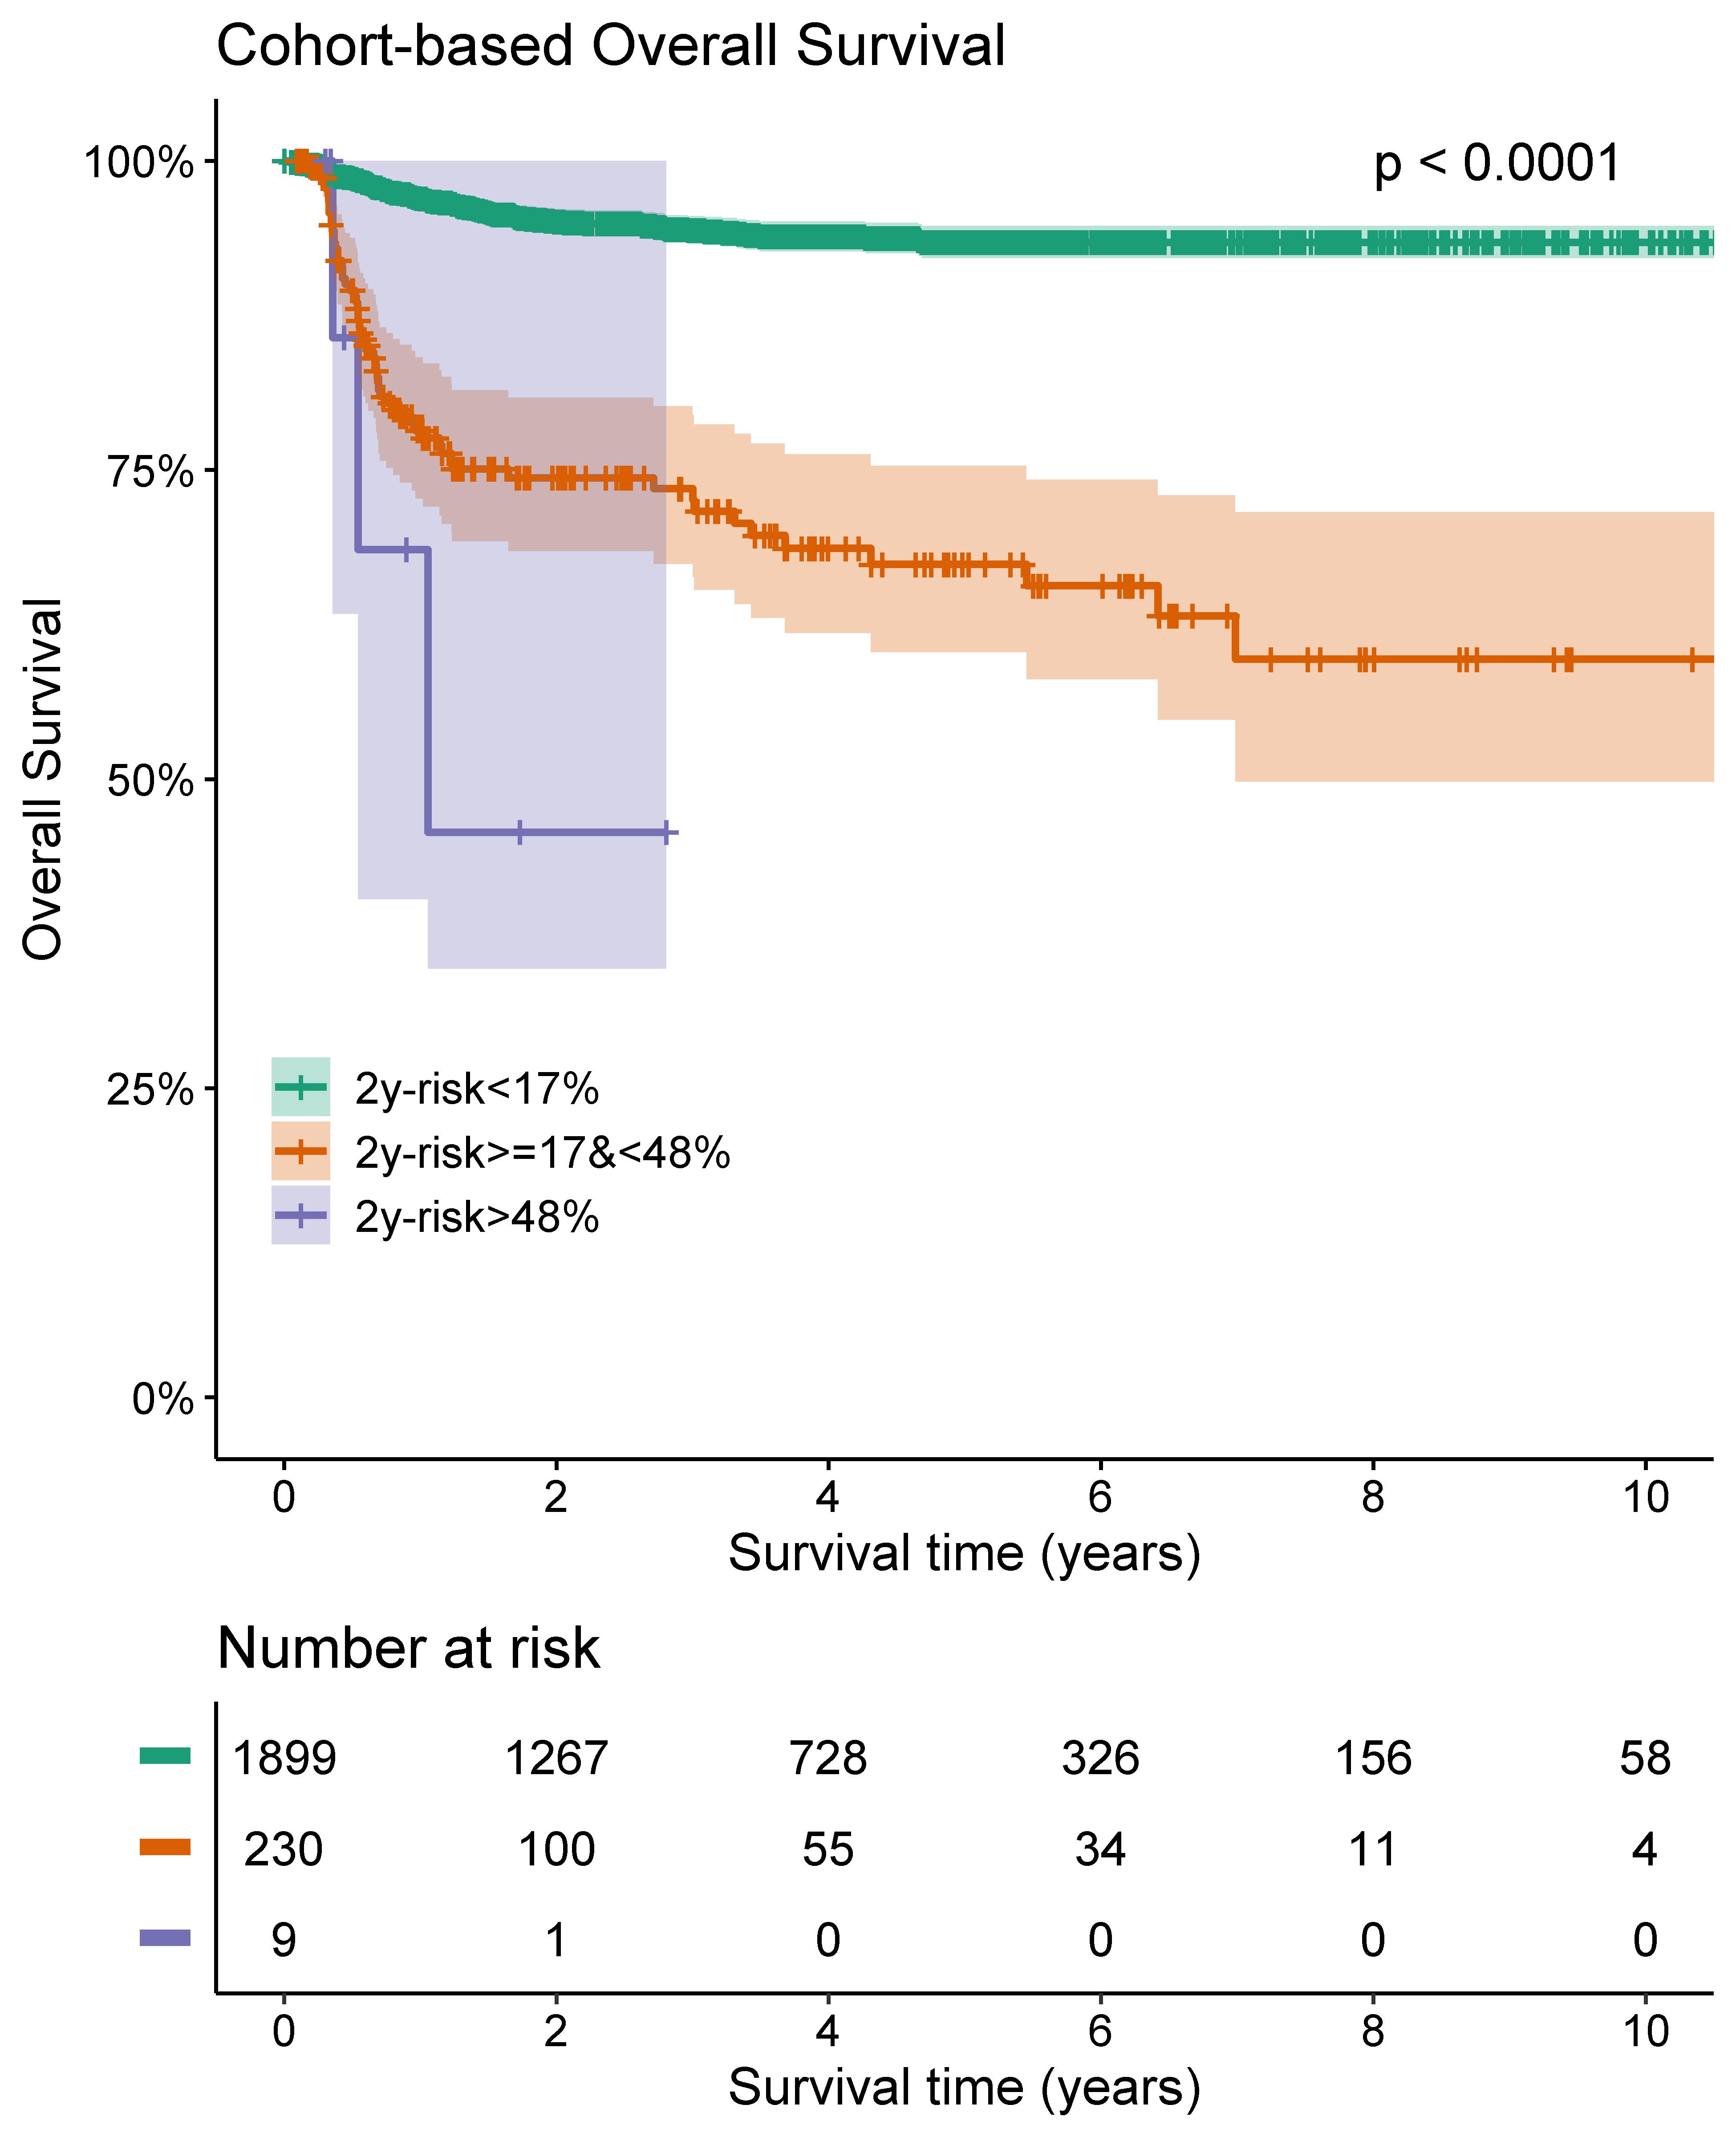 Cohort-based Overall Survival
100%
p < 0.0001
75%
50%
25%
0%
Overall Survival
2y-risk<17%
2y-risk>=17&<48%
2y-risk>48%
0 2 4 6 8 10
Survival time (years)
Number at risk
1899 1267 728 326 156 58
230 100 55 34 11 4
9 1 0 0 0 0
0 2 4 6 8 10
Survival time (years)